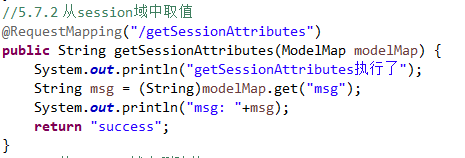 //5.7.2 从session域中取值
@RequestMapping("/getSessionAttributes")
public String getSessionAttributes(ModelMap modelMap) {
    System.out.println("getSessionAttributes执行了");
    String msg = (String)modelMap.get("msg");
    System.out.println("msg: "+msg);
    return "success";
}